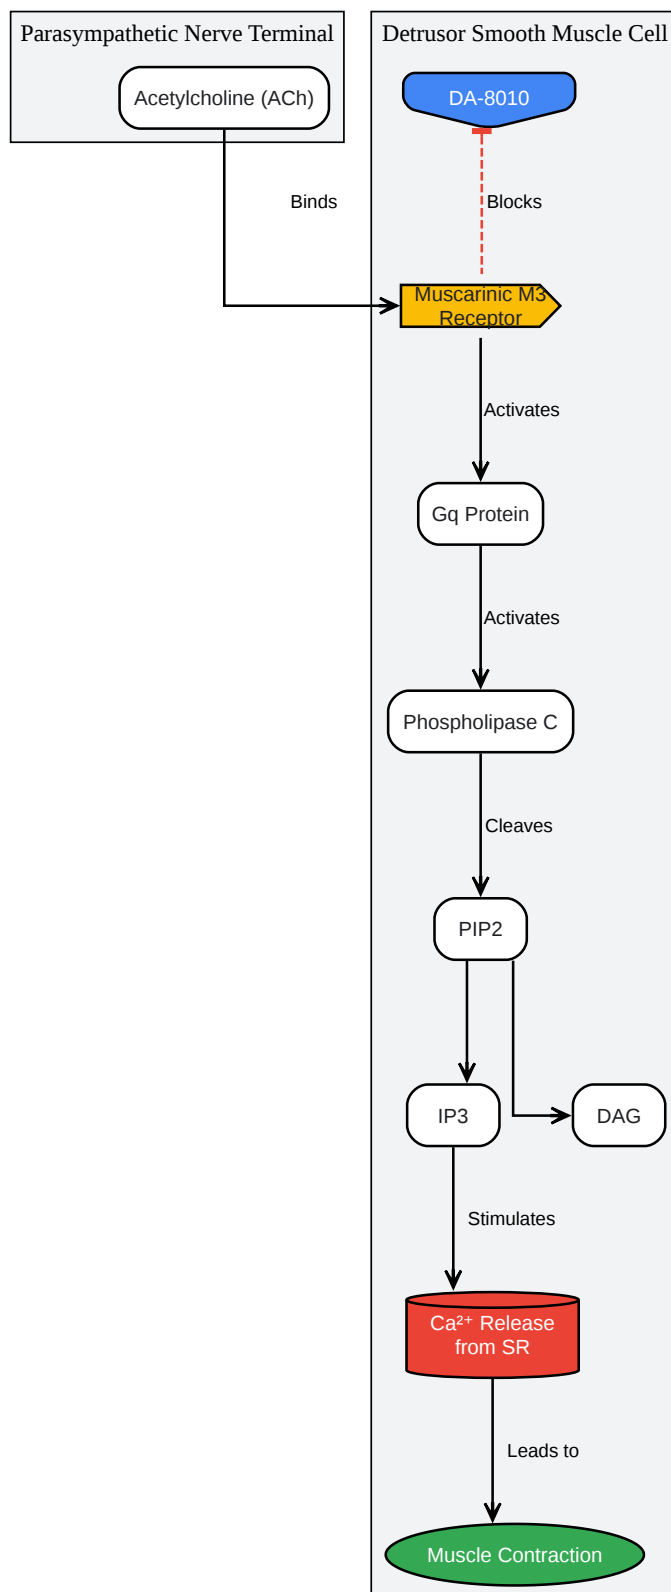 Parasympathetic Nerve Terminal
Detrusor Smooth Muscle Cell
Acetylcholine (ACh)
DA-8010
Binds
Blocks
Muscarinic M3
Receptor
Activates
Gq Protein
Activates
Phospholipase C
Cleaves
PIP2
IP3
DAG
Stimulates
Ca²⁺ Release
from SR
Leads to
Muscle Contraction